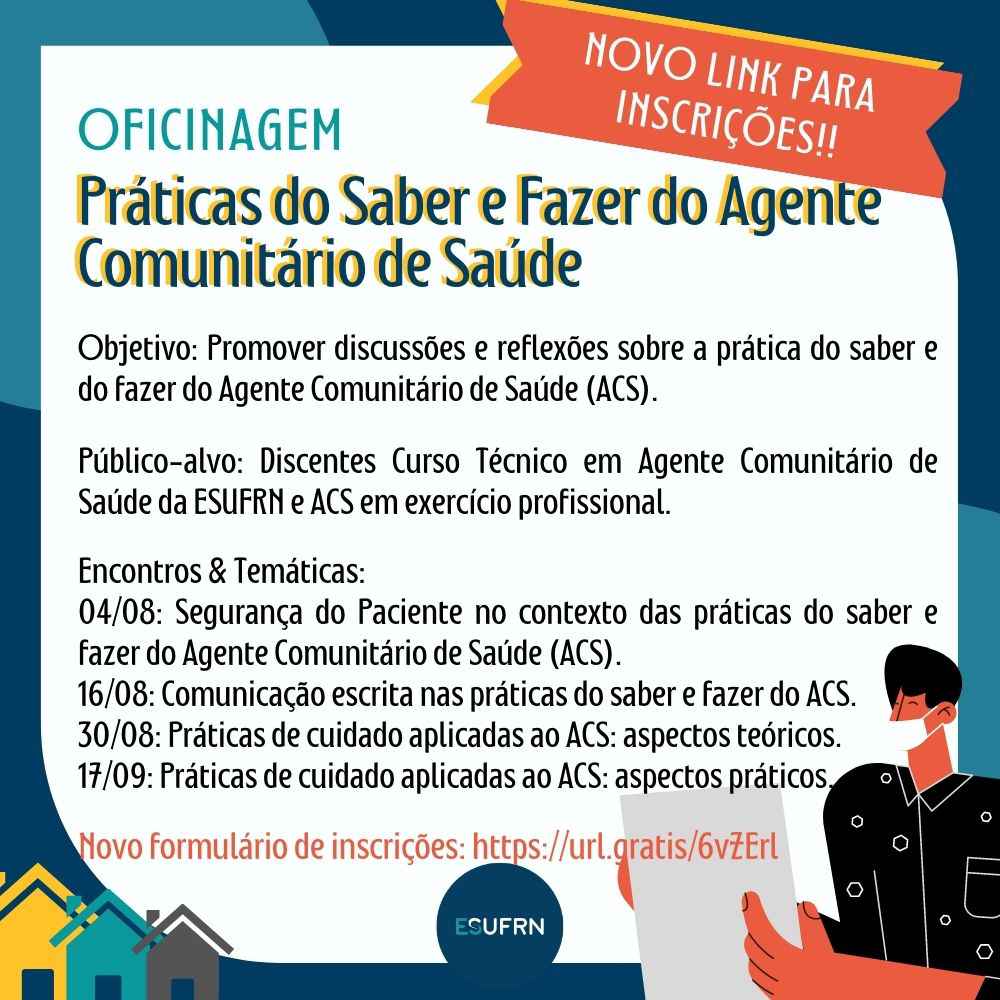 NOVO LINK PARA
INSCRIÇÕES!!
OFICINAGEM
Práticas do Saber e Fazer do Agente
Comunitário de Saúde
Objetivo: Promover discussões e reflexões sobre a prática do saber e
do fazer do Agente Comunitário de Saúde (ACS).
Público-alvo: Discentes Curso Técnico em Agente Comunitário de
Saúde da ESUFRN e ACS em exercício profissional.
Encontros & Temáticas:
04/08: Segurança do Paciente no contexto das práticas do saber e
fazer do Agente Comunitário de Saúde (ACS).
16/08: Comunicação escrita nas práticas do saber e fazer do ACS.
30/08: Práticas de cuidado aplicadas ao ACS: aspectos teóricos.
17/09: Práticas de cuidado aplicadas ao ACS: aspectos práticos.
Novo formulário de inscrições: https://url.gratis/6vZErl
ESUFRN